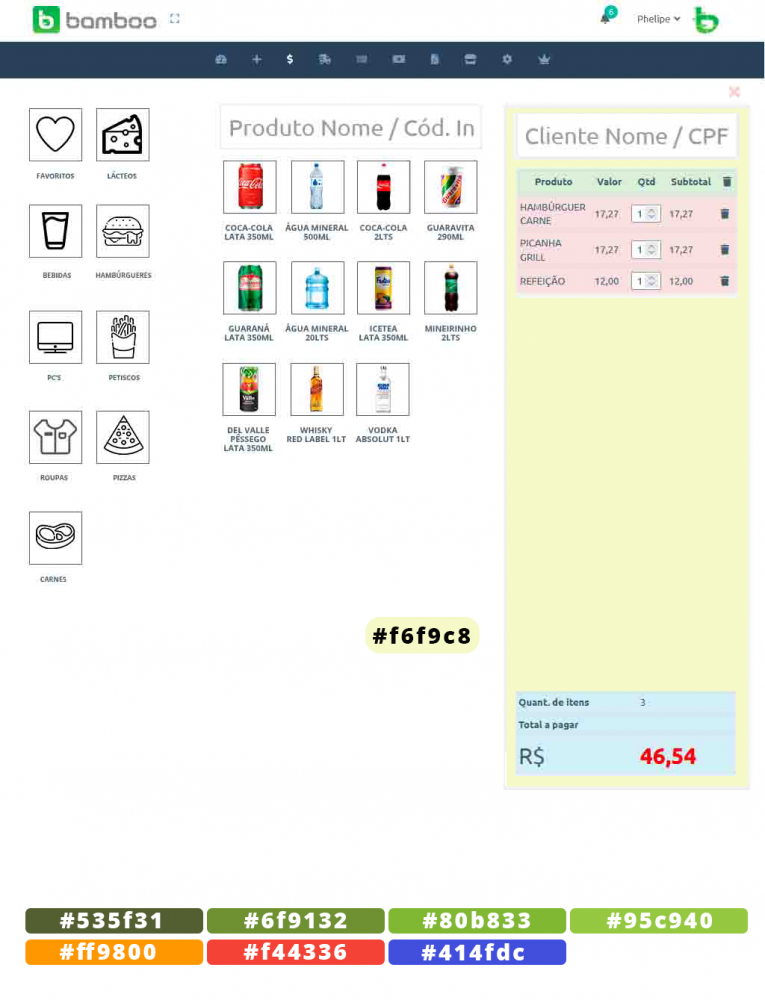 bamboo
6
Phelipe
Produto Nome / Cód. In
Cliente Nome / CPF
FAVORITOS
LÁCTEOS
BEBIDAS
HAMBÚRGUERES
PC'S
PETISCOS
ROUPAS
PIZZAS
CARNES
COCA-COLA
LATA 350ML
ÁGUA MINERAL
500ML
COCA-COLA
2LTS
GUARAVITA
290ML
GUARANÁ
LATA 350ML
ÁGUA MINERAL
20LTS
ICETEA
LATA 350ML
MINEIRINHO
2LTS
DEL VALLE
PÊSSEGO
LATA 350ML
WHISKY
RED LABEL 1LT
VODKA
ABSOLUT 1LT
Produto Valor Qtd Subtotal
HAMBÚRGUER
CARNE
17,27 1 17,27
PICANHA
GRILL
17,27 1 17,27
REFEIÇÃO 12,00 1 12,00
#f6f9c8
Quant. de itens 3
Total a pagar
R$ 46,54
#535f31 #6f9132 #80b833 #95c940
#ff9800 #f44336 #414fdc